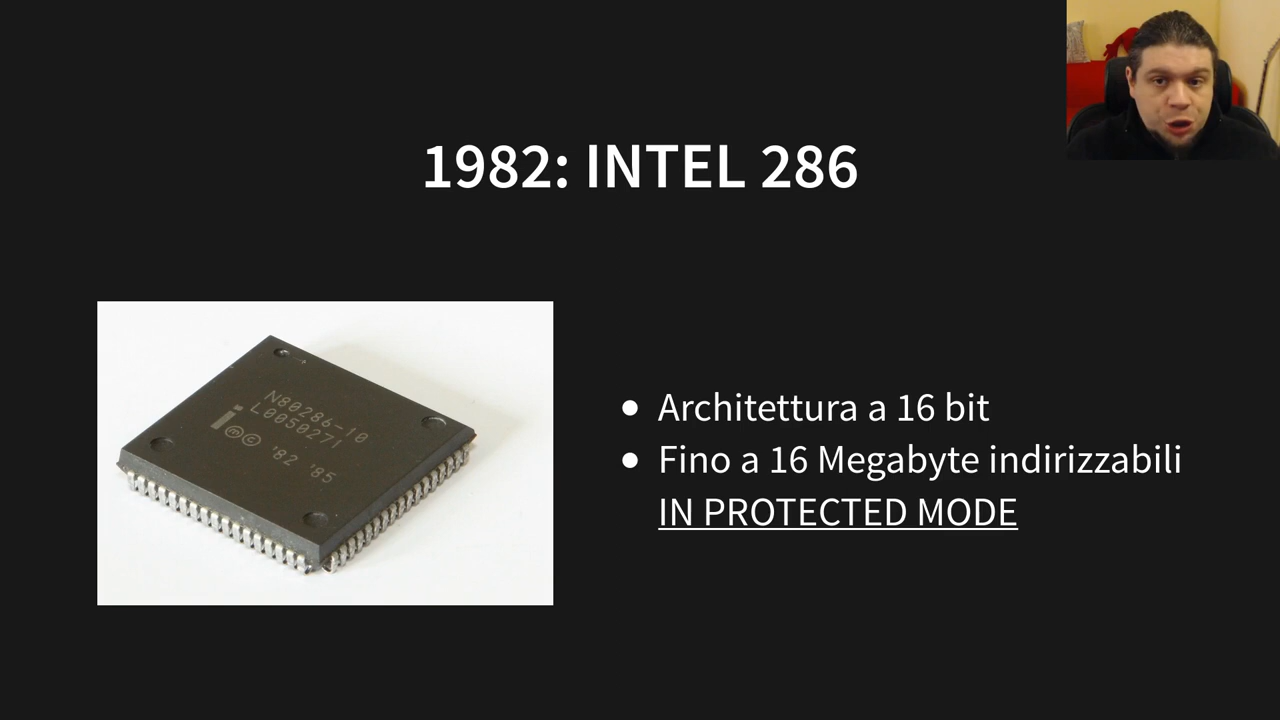 1982: INTEL 286
N80286-10
L0050271
i
m c '82 '85
Architettura a 16 bit
Fino a 16 Megabyte indirizzabili
IN PROTECTED MODE